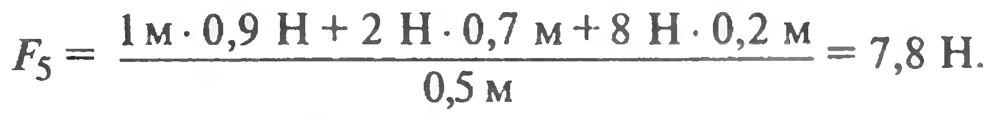 F₅ = (1 м · 0,9 Н + 2 Н · 0,7 м + 8 Н · 0,2 м) / 0,5 м = 7,8 Н.